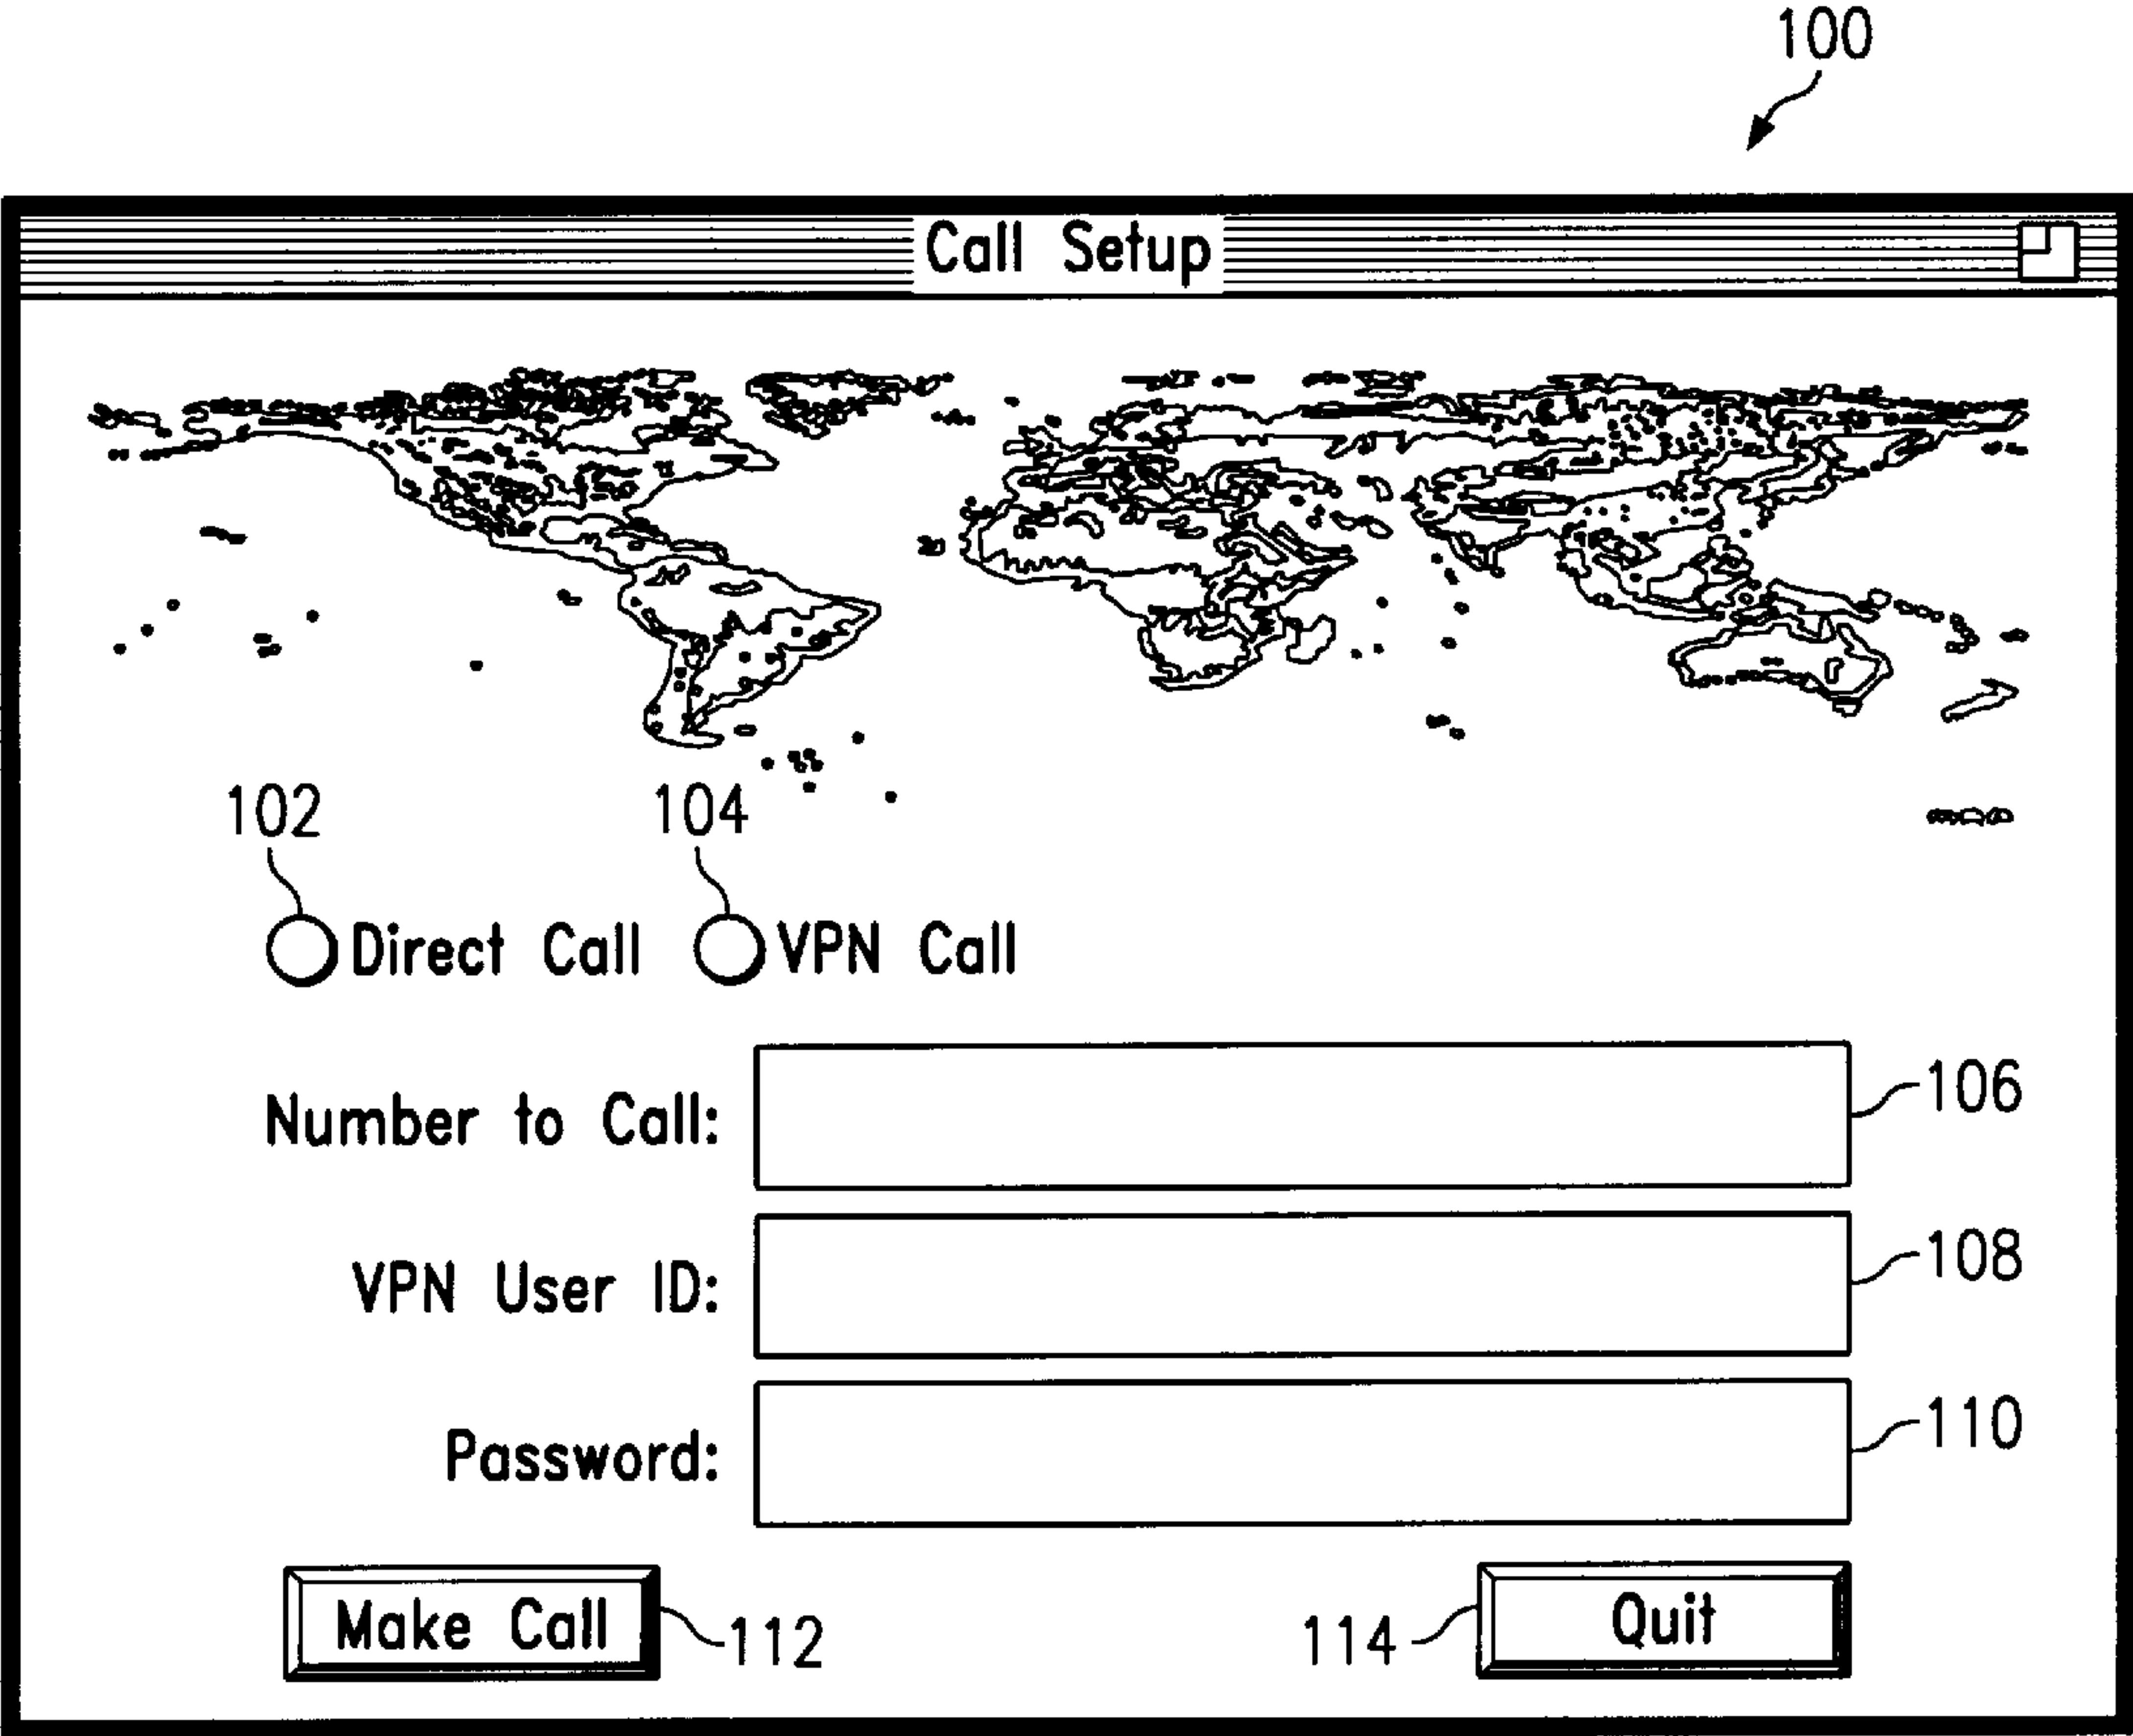 100
Call Setup
102 104
Direct Call VPN Call
Number to Call: 106
VPN User ID: 108
Password: 110
Make Call 112 114 Quit